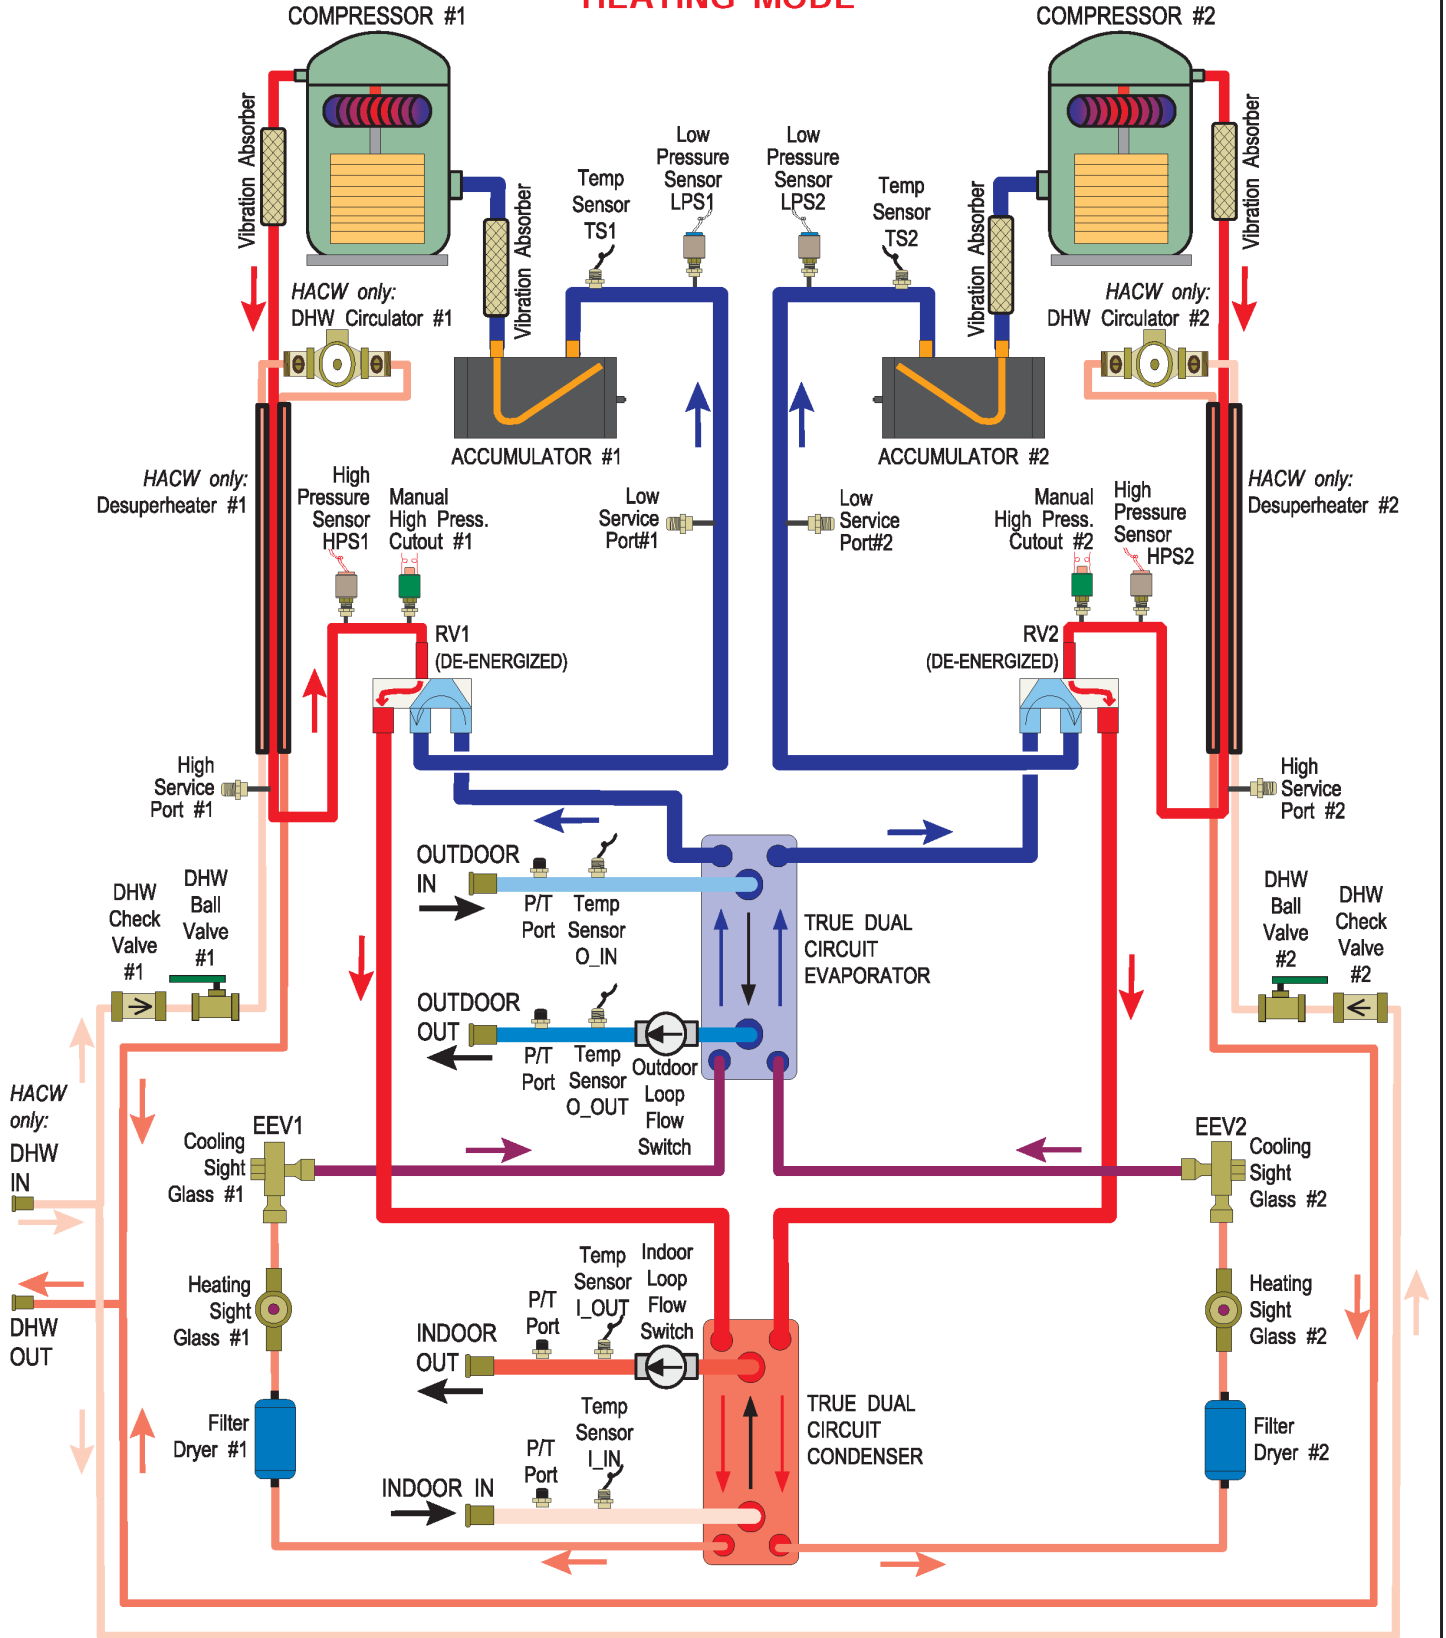 HEATING MODE
COMPRESSOR #1
COMPRESSOR #2
Vibration Absorber
Vibration Absorber
Vibration Absorber
Vibration Absorber
Temp
Sensor
TS1
Low
Pressure
Sensor
LPS1
Low
Pressure
Sensor
LPS2
Temp
Sensor
TS2
HACW only:
DHW Circulator #1
HACW only:
DHW Circulator #2
ACCUMULATOR #1
ACCUMULATOR #2
HACW only:
Desuperheater #1
High
Pressure
Sensor
HPS1
Manual
High Press.
Cutout #1
Low
Service
Port#1
Low
Service
Port#2
Manual
High Press.
Cutout #2
High
Pressure
Sensor
HPS2
HACW only:
Desuperheater #2
RV1
(DE-ENERGIZED)
RV2
(DE-ENERGIZED)
High
Service
Port #1
High
Service
Port #2
OUTDOOR
IN
P/T
Port
Temp
Sensor
O_IN
TRUE DUAL
CIRCUIT
EVAPORATOR
DHW
Check
Valve
#1
DHW
Ball
Valve
#1
DHW
Ball
Valve
#2
DHW
Check
Valve
#2
OUTDOOR
OUT
P/T
Port
Temp
Sensor
O_OUT
Outdoor
Loop
Flow
Switch
HACW
only:
DHW
IN
DHW
OUT
EEV1
Cooling
Sight
Glass #1
EEV2
Cooling
Sight
Glass #2
Heating
Sight
Glass #1
Heating
Sight
Glass #2
Temp
Sensor
I_OUT
Indoor
Loop
Flow
Switch
P/T
Port
INDOOR
OUT
Filter
Dryer #1
Filter
Dryer #2
Temp
Sensor
I_IN
P/T
Port
INDOOR IN
TRUE DUAL
CIRCUIT
CONDENSER